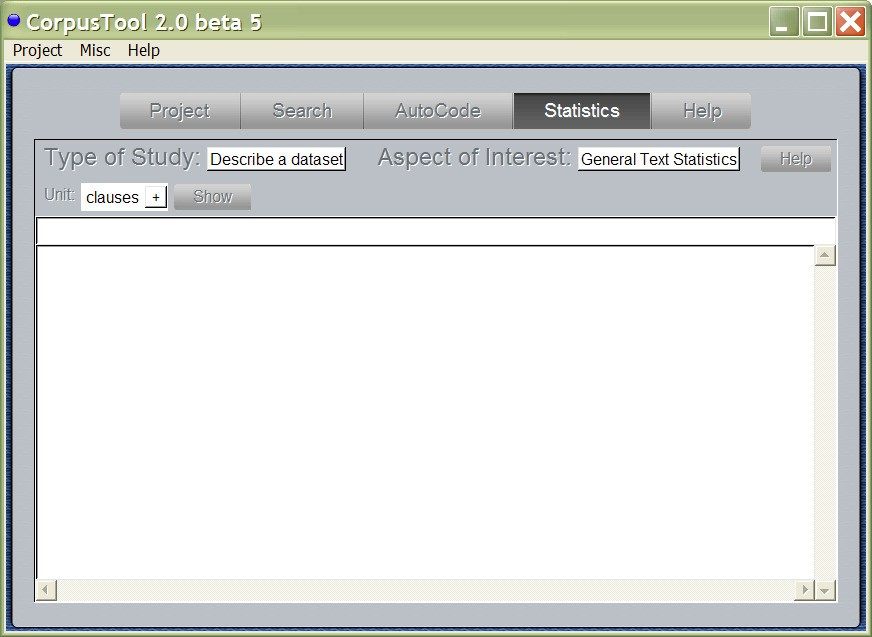 CorpusTool 2.0 beta 5
Project Misc Help
Project Search AutoCode Statistics Help
Type of Study: Describe a dataset Aspect of Interest: General Text Statistics Help
Unit: clauses + Show